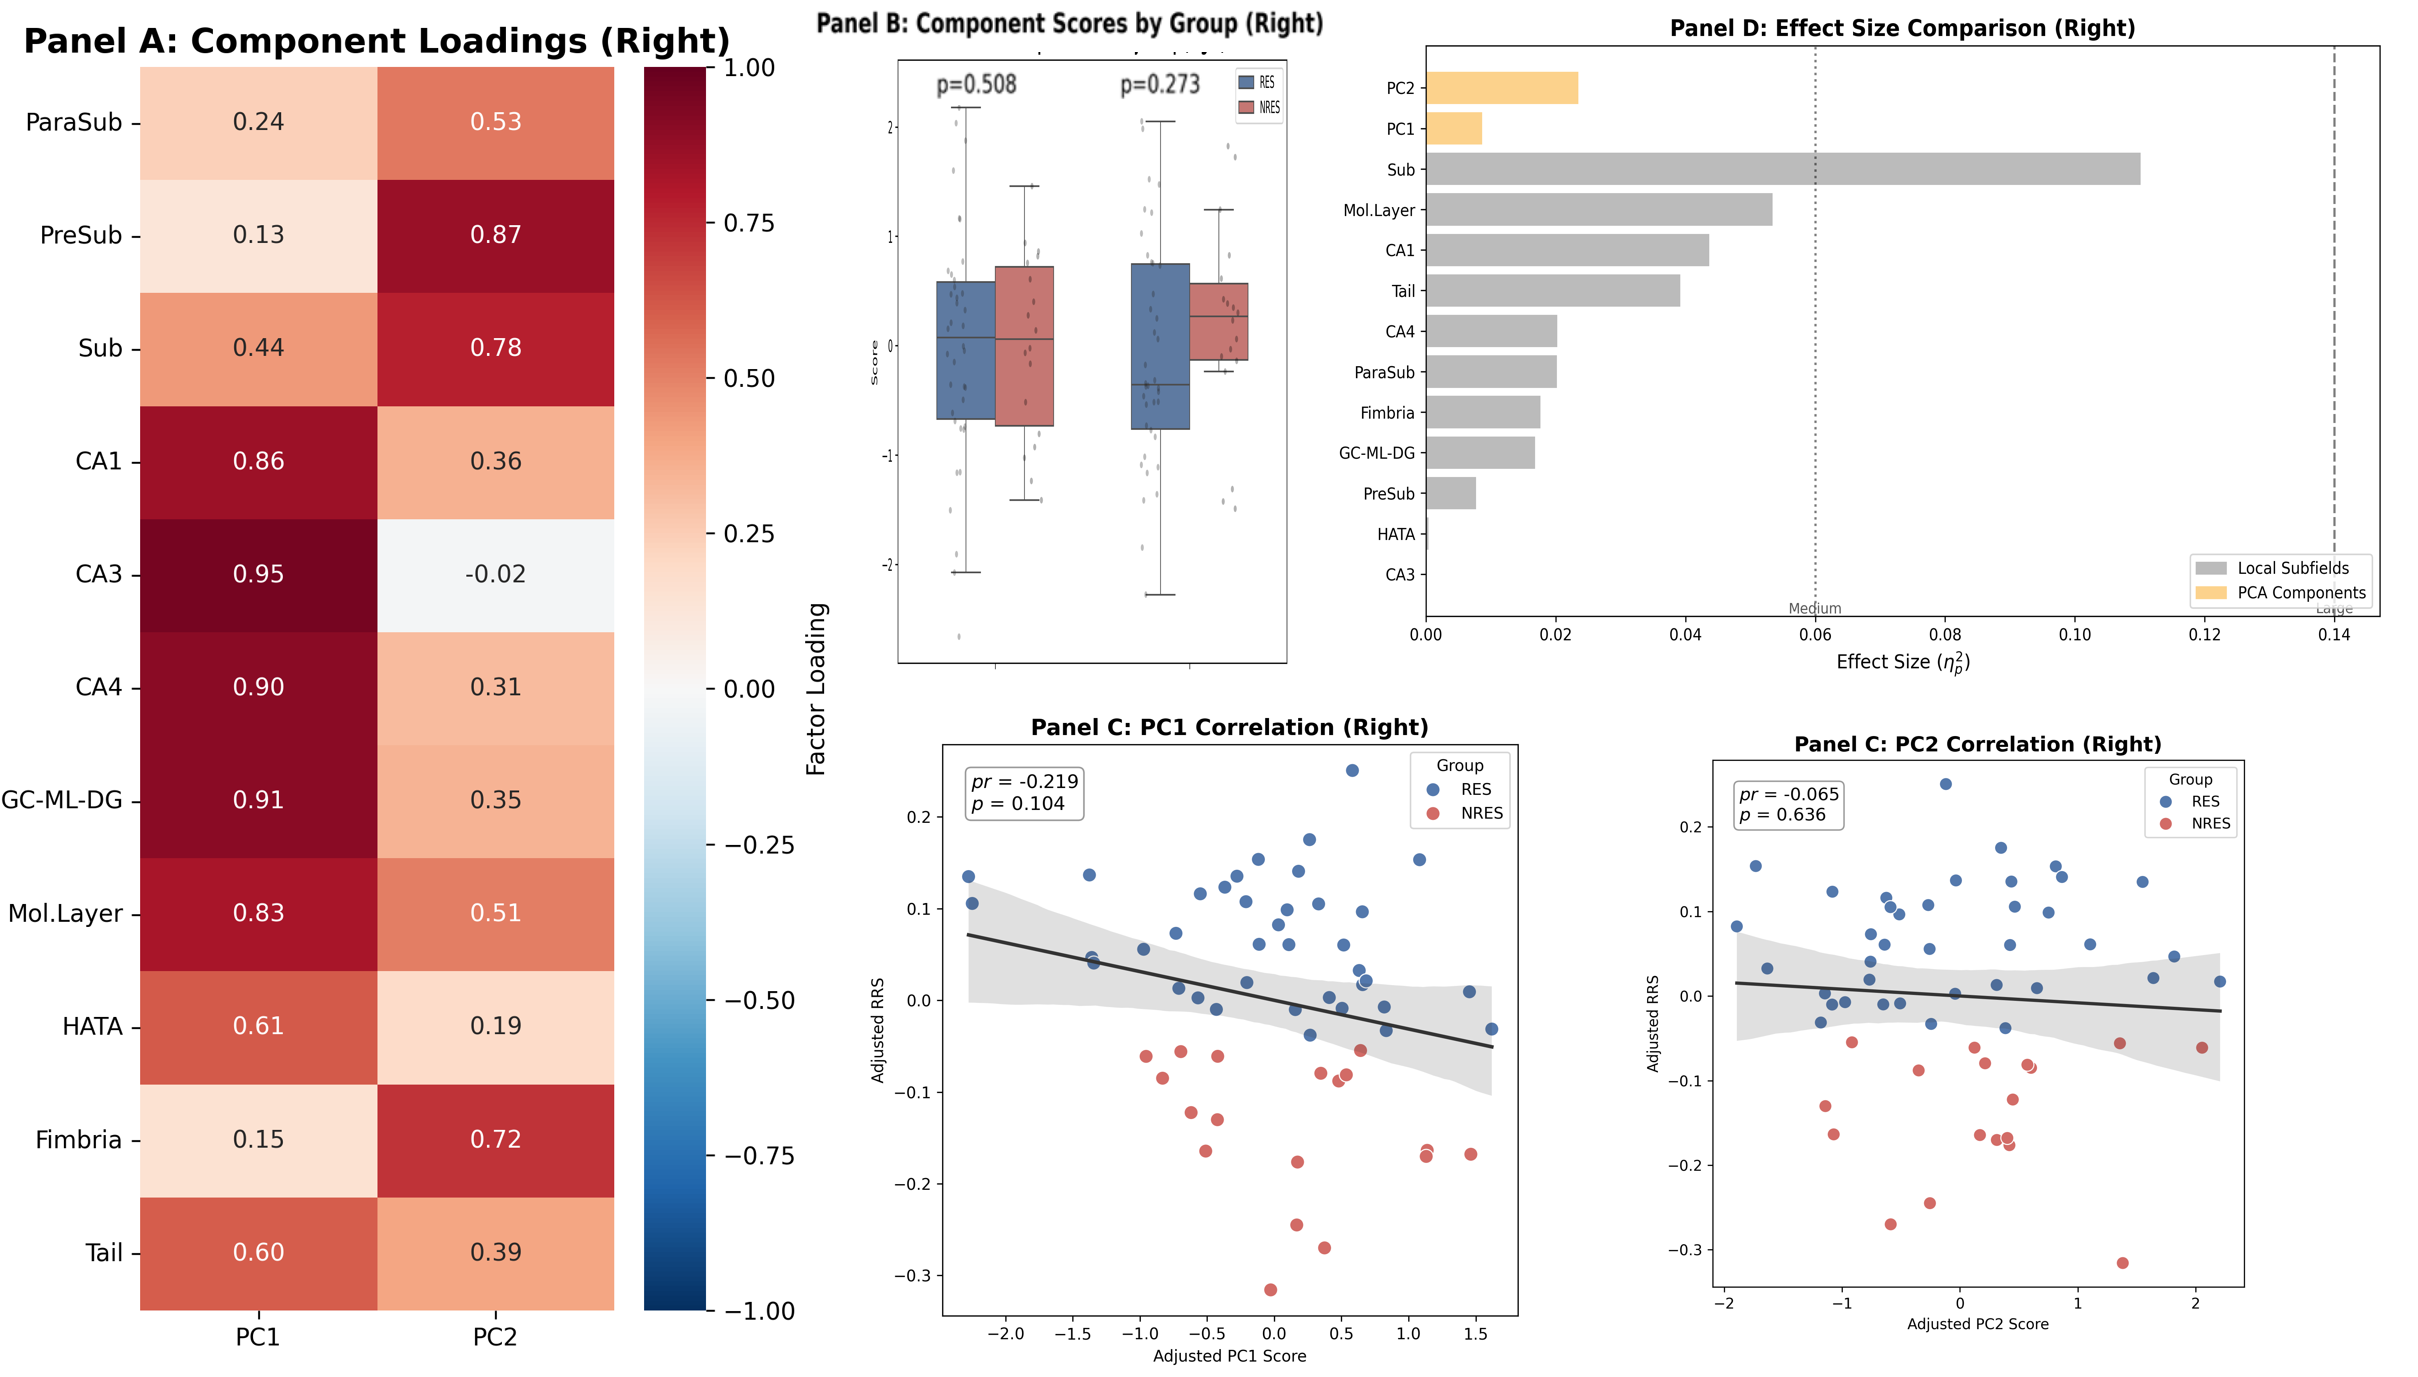 Panel A: Component Loadings (Right)
ParaSub 0.24 0.53
PreSub 0.13 0.87
Sub 0.44 0.78
CA1 0.86 0.36
CA3 0.95 -0.02
CA4 0.90 0.31
GC-ML-DG 0.91 0.35
Mol.Layer 0.83 0.51
HATA 0.61 0.19
Fimbria 0.15 0.72
Tail 0.60 0.39
PC1 PC2
1.00
0.75
0.50
0.25
0.00
−0.25
−0.50
−0.75
−1.00
Factor Loading
Panel B: Component Scores by Group (Right)
p=0.508 p=0.273
RES
NRES
2
1
0
−1
−2
Score
Panel D: Effect Size Comparison (Right)
PC2
PC1
Sub
Mol.Layer
CA1
Tail
CA4
ParaSub
Fimbria
GC-ML-DG
PreSub
HATA
CA3
Local Subfields
PCA Components
Medium Large
0.00 0.02 0.04 0.06 0.08 0.10 0.12 0.14
Effect Size (η²p)
Panel C: PC1 Correlation (Right)
pr = -0.219
p = 0.104
Group
RES
NRES
0.2
0.1
0.0
−0.1
−0.2
−0.3
Adjusted RRS
−2.0 −1.5 −1.0 −0.5 0.0 0.5 1.0 1.5
Adjusted PC1 Score
Panel C: PC2 Correlation (Right)
pr = -0.065
p = 0.636
Group
RES
NRES
0.2
0.1
0.0
−0.1
−0.2
−0.3
Adjusted RRS
−2 −1 0 1 2
Adjusted PC2 Score